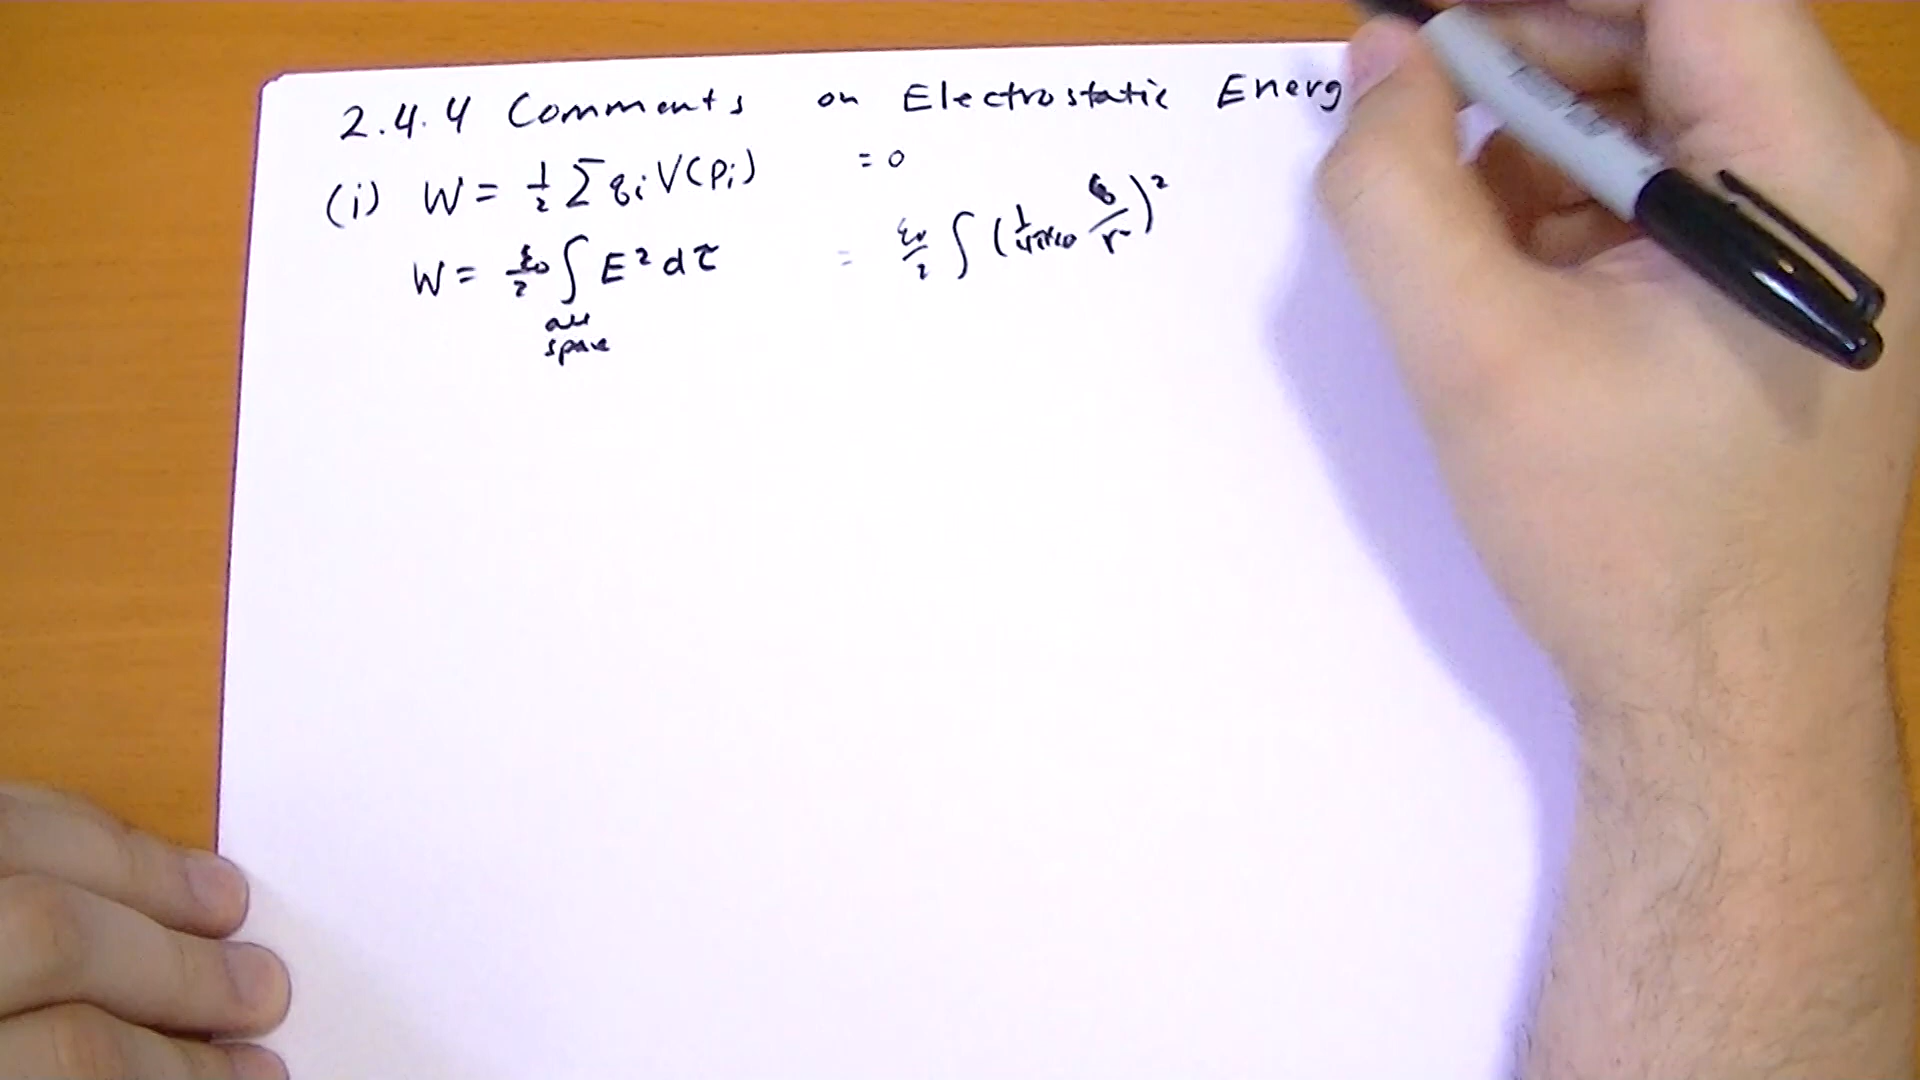 2.4.4 Comments on Electrostatic Energ
(i) W = 1/2 Σ qi V(Pi) = 0
W = ε0/2 ∫ E² dτ = ε0/2 ∫ (1/4πε0 q/r²)²
all
space